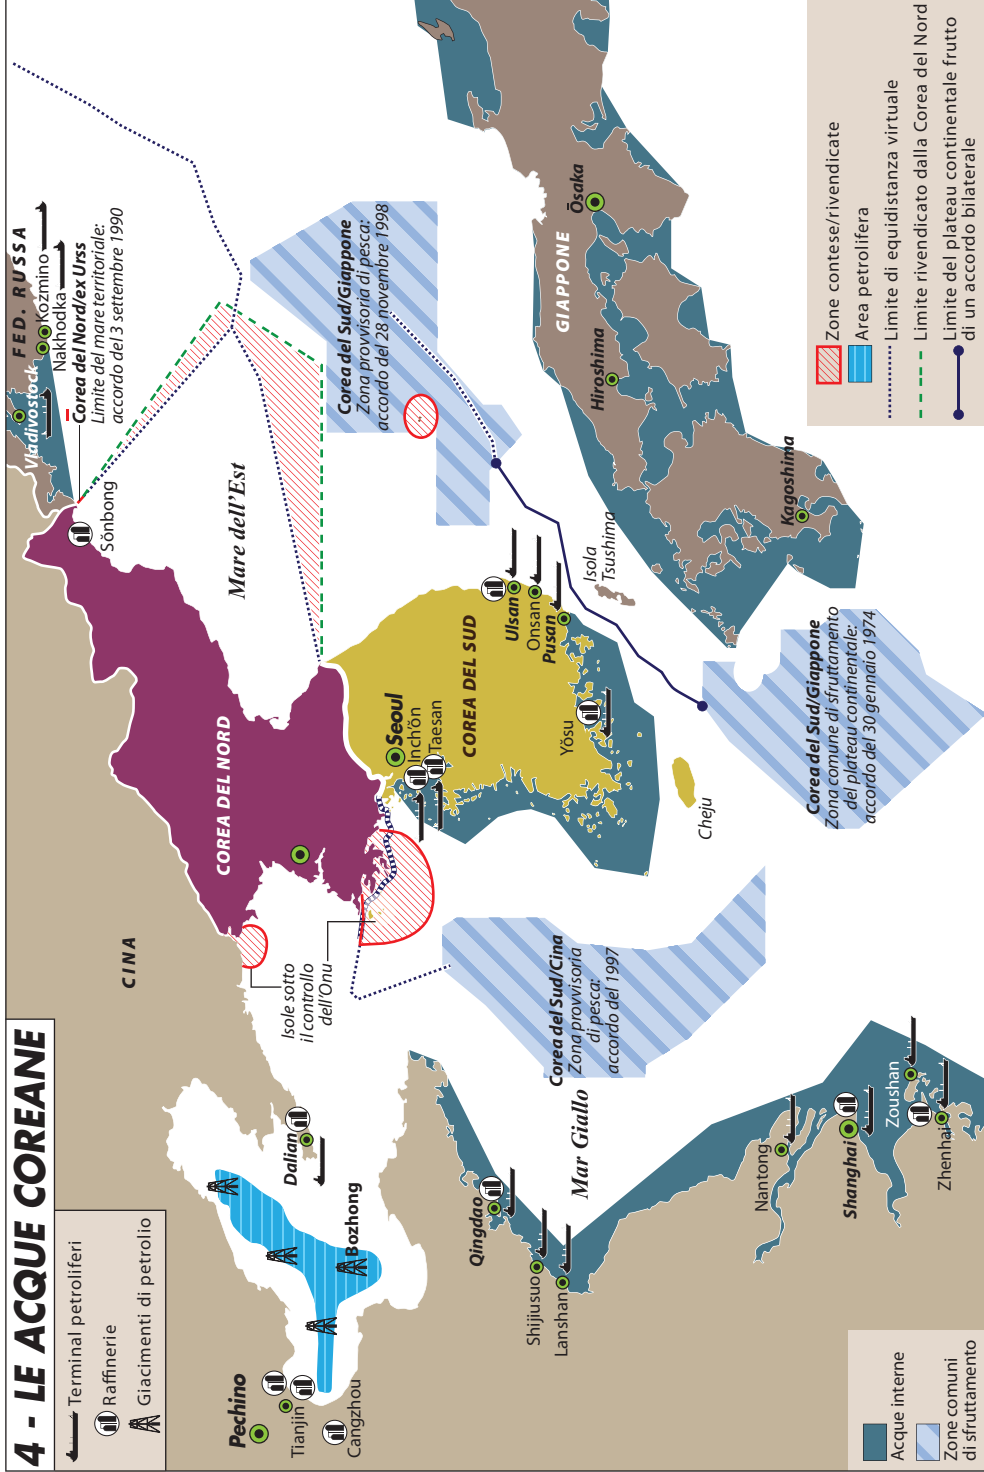 4 - LE ACQUE COREANE
Terminal petroliferi
Raffinerie
Giacimenti di petrolio
Pechino
Tianjin
Cangzhou
Bozhong
Dalian
CINA
Isole sotto
il controllo
dell'Onu
COREA DEL NORD
Sŏnbong
Vladivostock
FED. RUSSA
Nakhodka
Kozmino
Corea del Nord/ex Urss
Limite del mare territoriale:
accordo del 3 settembre 1990
Mare dell'Est
Corea del Sud/Giappone
Zona provvisoria di pesca:
accordo del 28 novembre 1998
Seoul
Inch'ŏn
Taesan
COREA DEL SUD
Ulsan
Onsan
Pusan
Yŏsu
Cheju
Isola
Tsushima
GIAPPONE
Ōsaka
Hiroshima
Kagoshima
Corea del Sud/Giappone
Zona comune di sfruttamento
del plateau continentale:
accordo del 30 gennaio 1974
Corea del Sud/Cina
Zona provvisoria
di pesca:
accordo del 1997
Mar Giallo
Qingdao
Shijiusuo
Lanshan
Nantong
Shanghai
Zoushan
Zhenhai
Acque interne
Zone comuni
di sfruttamento
Zone contese/rivendicate
Area petrolifera
Limite di equidistanza virtuale
Limite rivendicato dalla Corea del Nord
Limite del plateau continentale frutto
di un accordo bilaterale